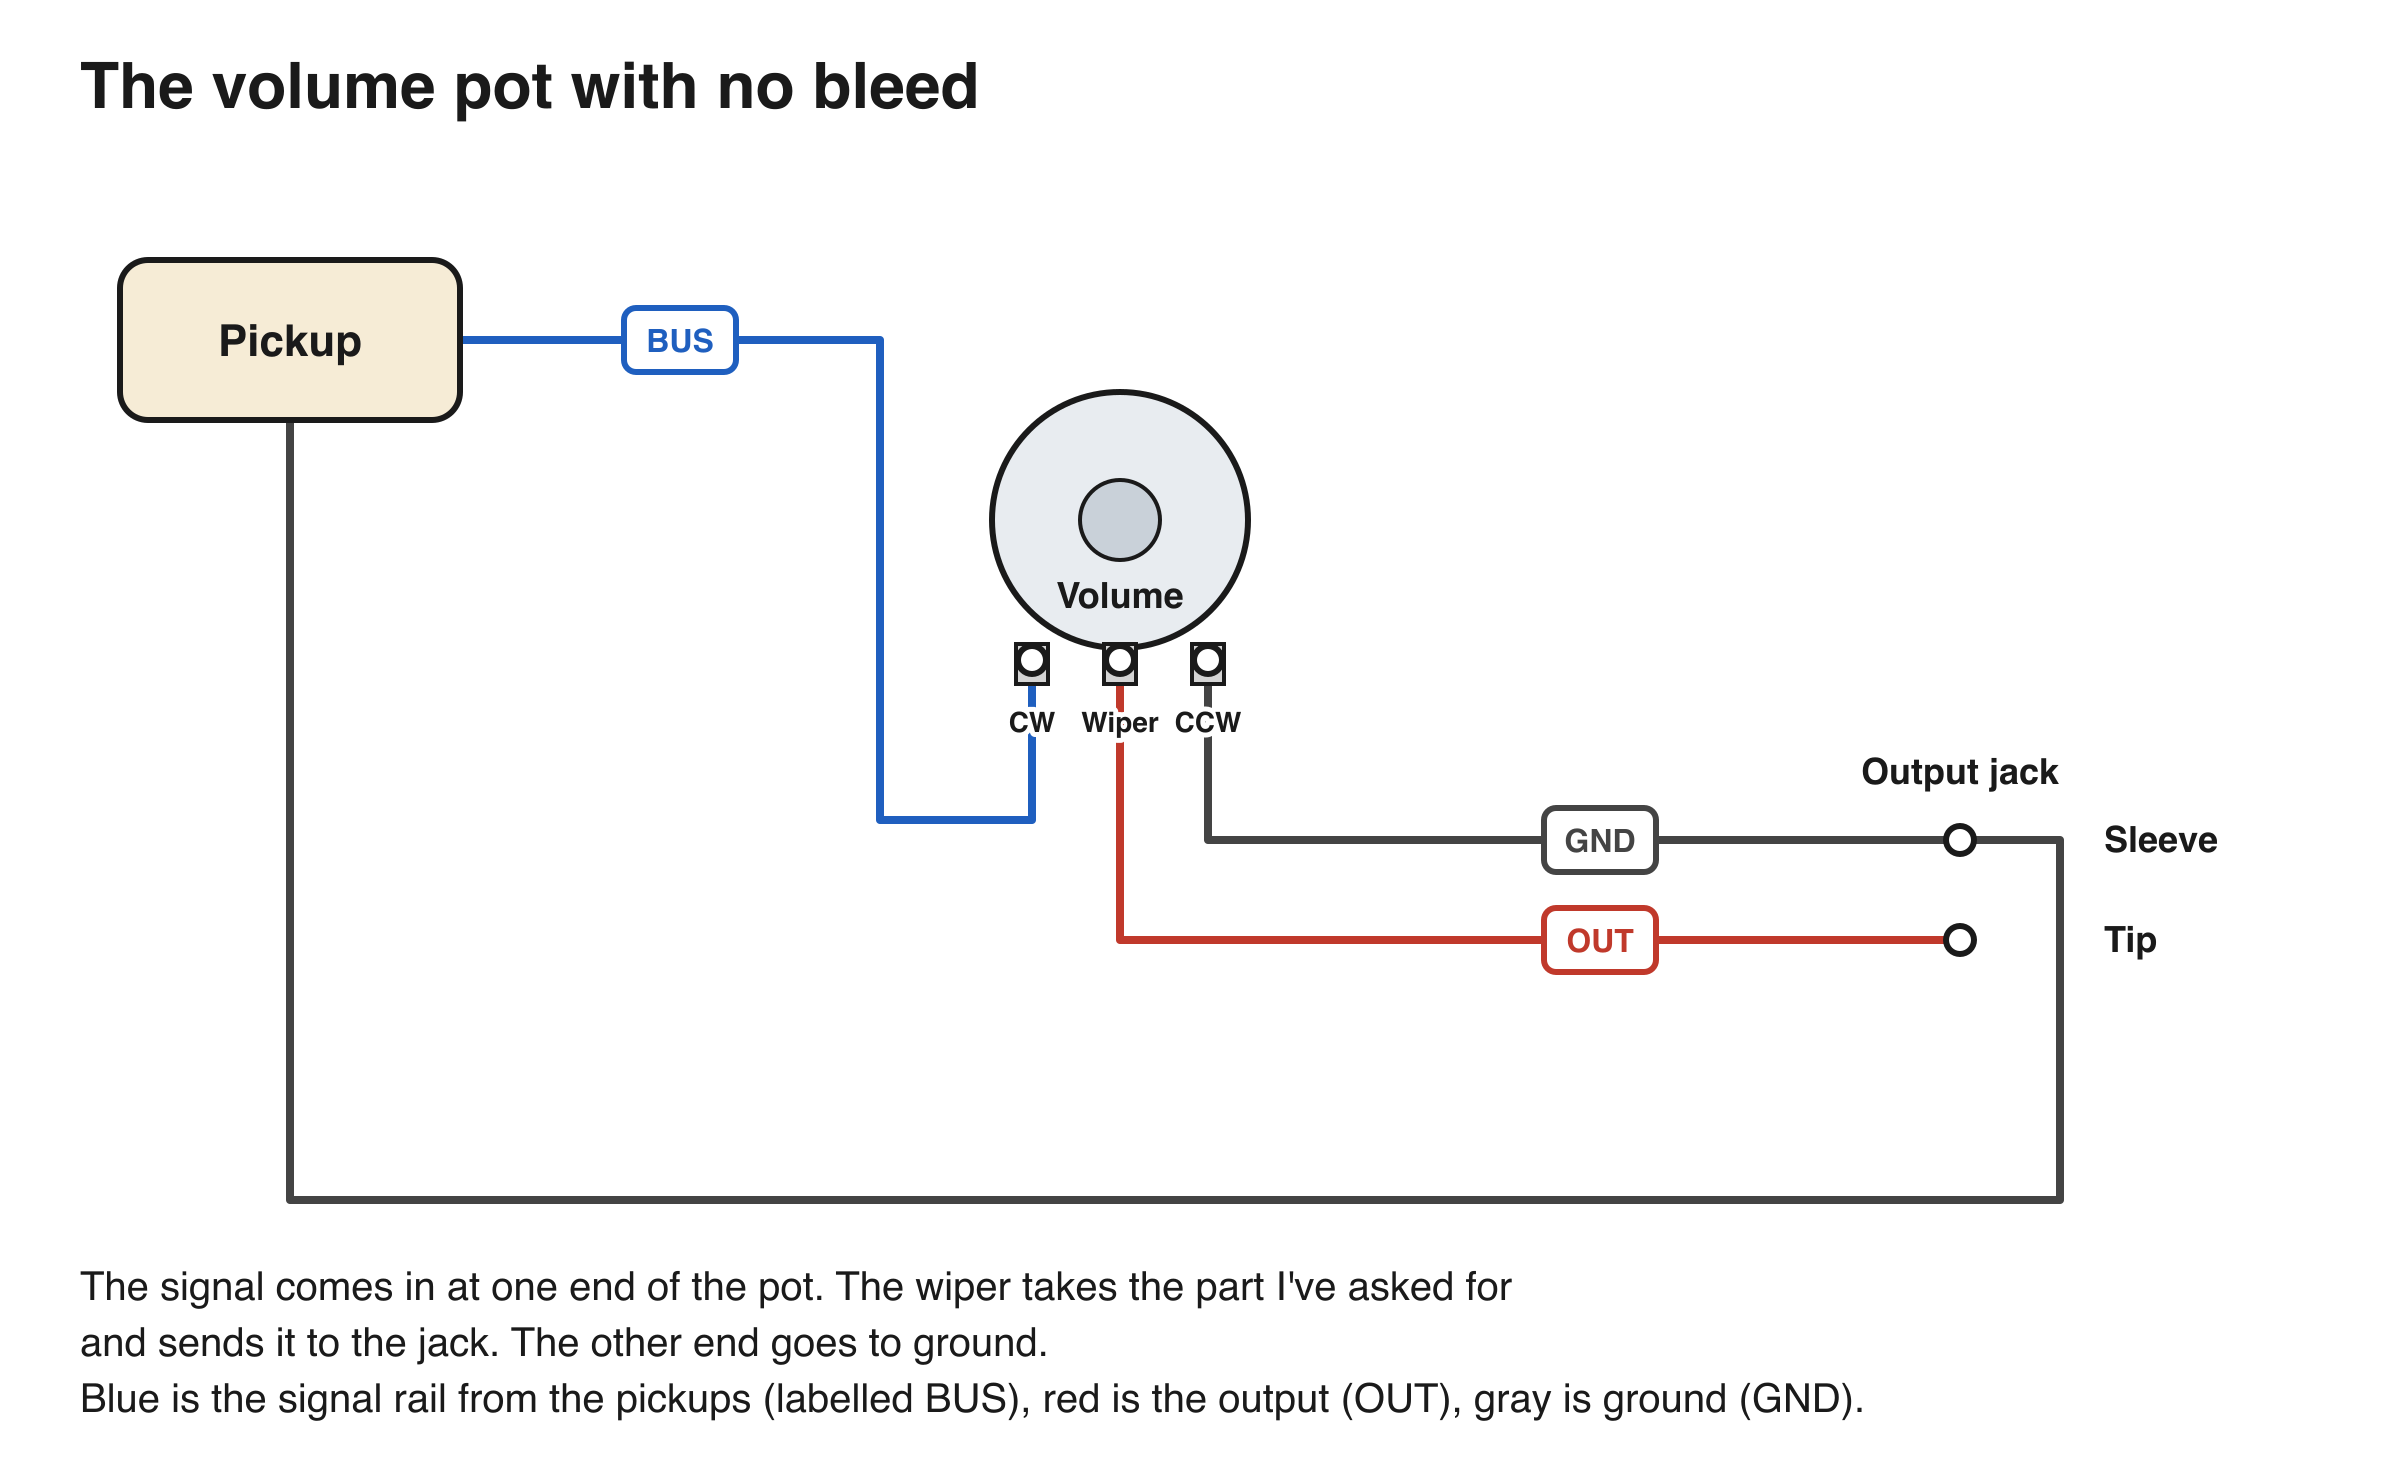 The volume pot with no bleed
Pickup
BUS
Volume
CW Wiper CCW
Output jack
GND
Sleeve
OUT
Tip
The signal comes in at one end of the pot. The wiper takes the part I've asked for
and sends it to the jack. The other end goes to ground.
Blue is the signal rail from the pickups (labelled BUS), red is the output (OUT), gray is ground (GND).